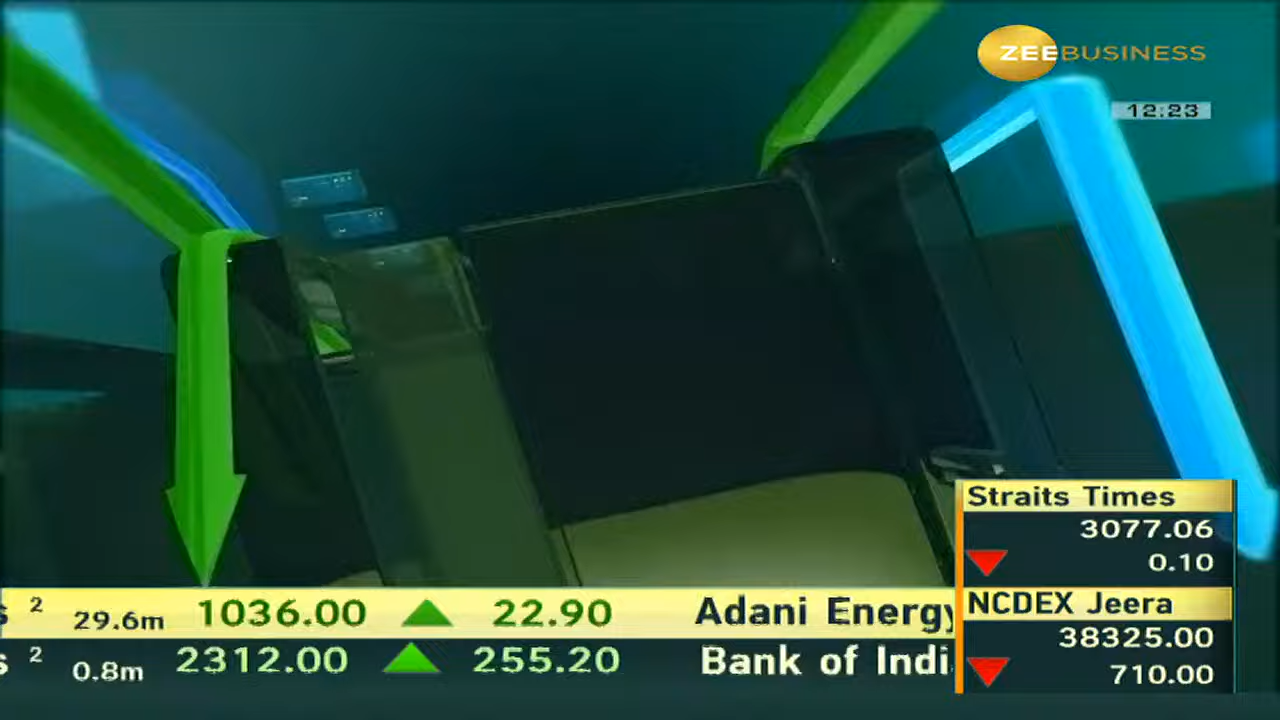 ZEEBUSINESS
12:23
Straits Times
3077.06
0.10
NCDEX Jeera
38325.00
710.00
s 2 29.6m 1036.00 22.90 Adani Energy
s 2 0.8m 2312.00 255.20 Bank of Indi